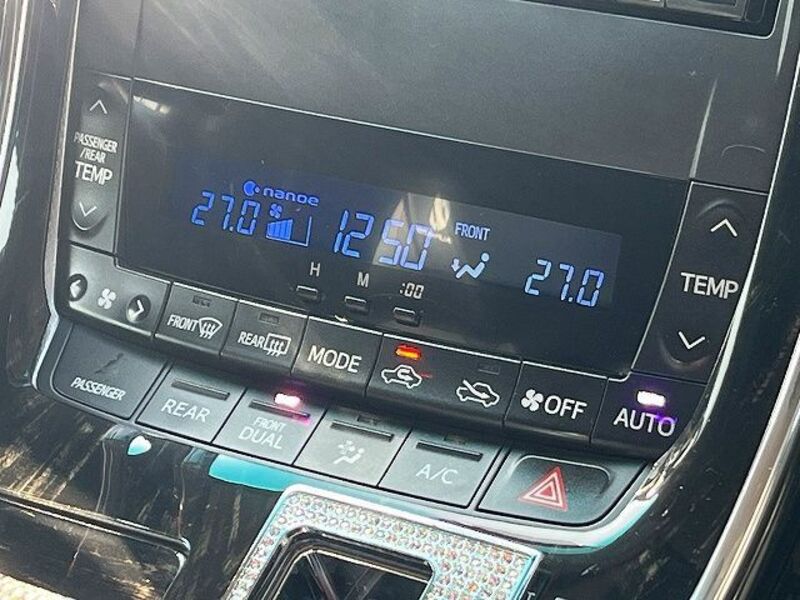 PASSENGER
/REAR
TEMP
nanoe
27.0
12 50
FRONT
27.0
TEMP
H
M
:00
FRONT
REAR
MODE
OFF
AUTO
PASSENGER
REAR
FRONT
DUAL
A/C